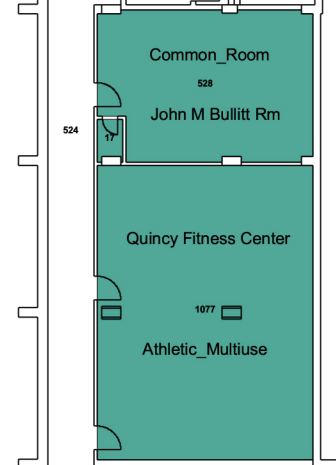 Common_Room
528
John M Bullitt Rm
524
17
Quincy Fitness Center
1077
Athletic_Multiuse